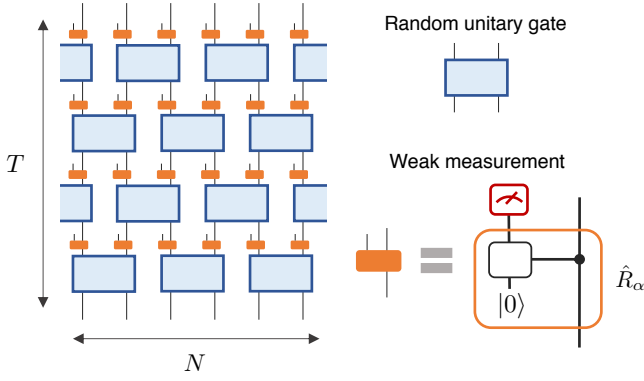 Random unitary gate
T
Weak measurement
|0⟩
R̂α
N